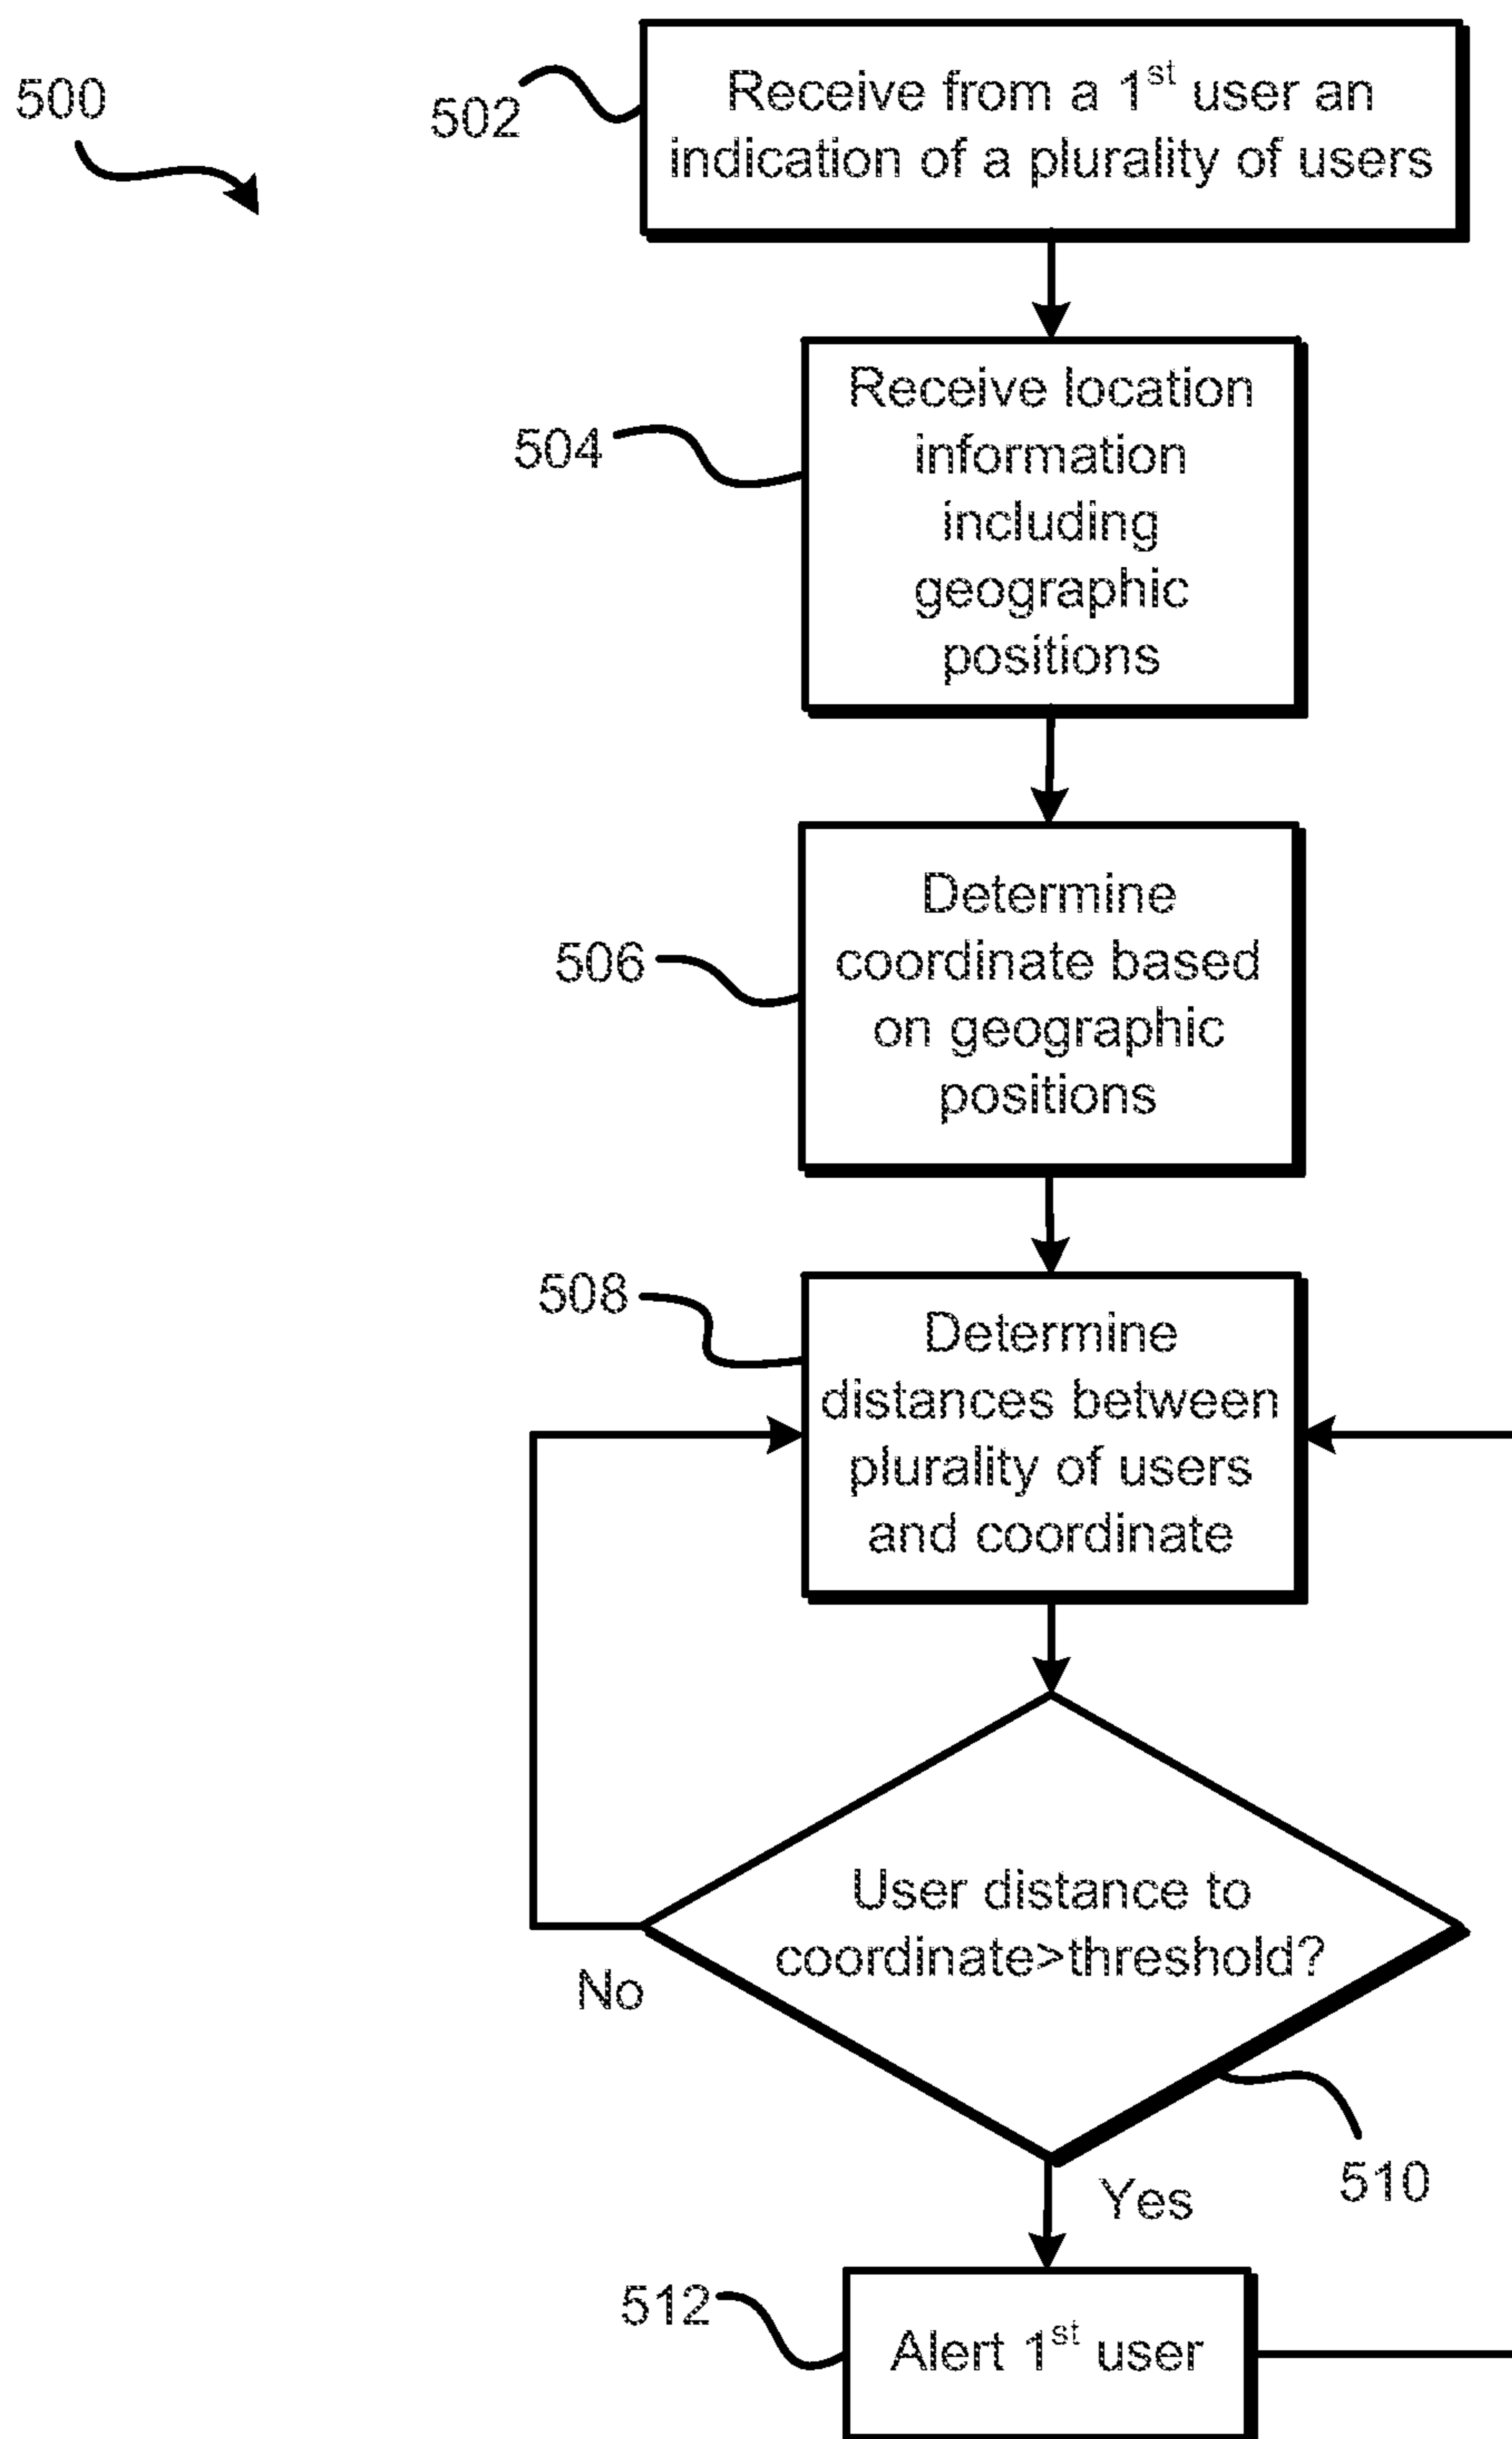 500
502
Receive from a 1st user an
indication of a plurality of users
504
Receive location
information
including
geographic
positions
506
Determine
coordinate based
on geographic
positions
508
Determine
distances between
plurality of users
and coordinate
User distance to
coordinate>threshold?
No
510
Yes
512
Alert 1st user